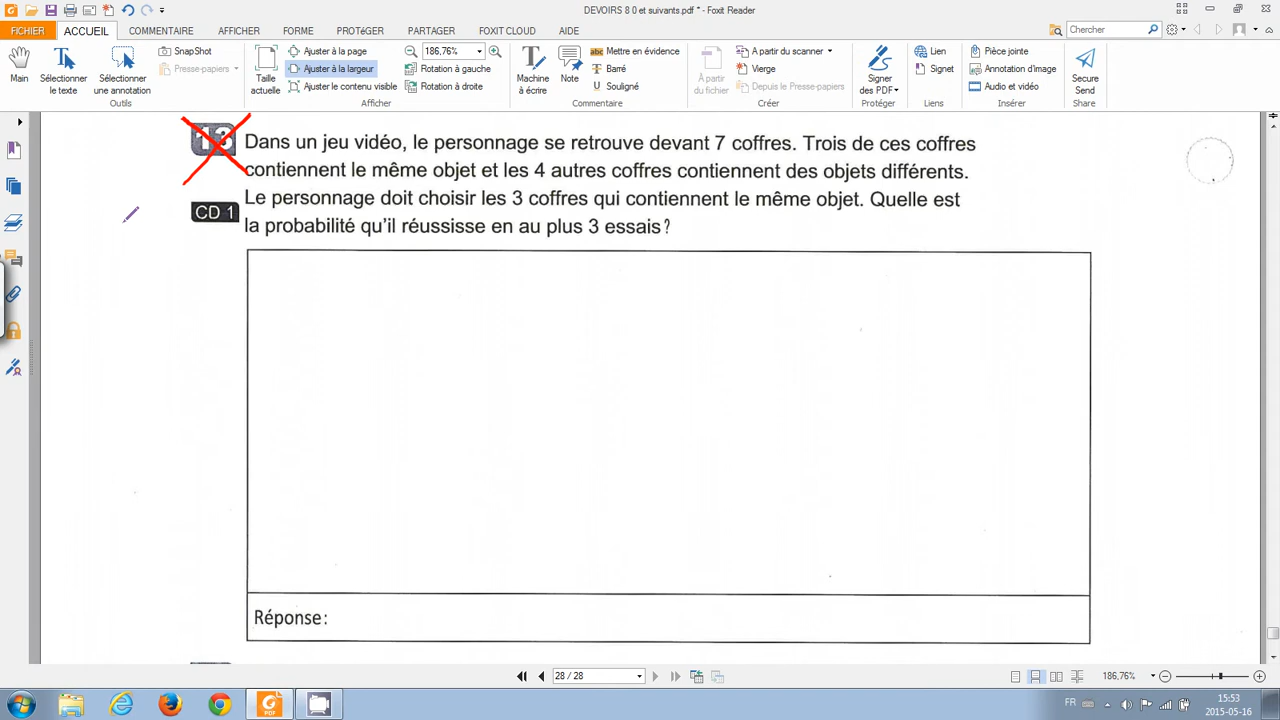 DEVOIRS 8 0 et suivants.pdf * - Foxit Reader
FICHIER ACCUEIL COMMENTAIRE AFFICHER FORME PROTÉGER PARTAGER FOXIT CLOUD AIDE
Chercher
Main
Sélectionner le texte
Sélectionner une annotation
SnapShot
Presse-papiers
Outils
Taille actuelle
Ajuster à la page
Ajuster à la largeur
Ajuster le contenu visible
186,76%
Rotation à gauche
Rotation à droite
Afficher
Machine à écrire
Note
Mettre en évidence
Barré
Souligné
Commentaire
À partir du fichier
A partir du scanner
Vierge
Depuis le Presse-papiers
Créer
Signer des PDF
Protéger
Lien
Signet
Liens
Pièce jointe
Annotation d'image
Audio et vidéo
Insérer
Secure Send
Share
13 Dans un jeu vidéo, le personnage se retrouve devant 7 coffres. Trois de ces coffres
contiennent le même objet et les 4 autres coffres contiennent des objets différents.
Le personnage doit choisir les 3 coffres qui contiennent le même objet. Quelle est
CD 1
la probabilité qu'il réussisse en au plus 3 essais?
Réponse:
28 / 28
186,76%
FR
15:53
2015-05-16